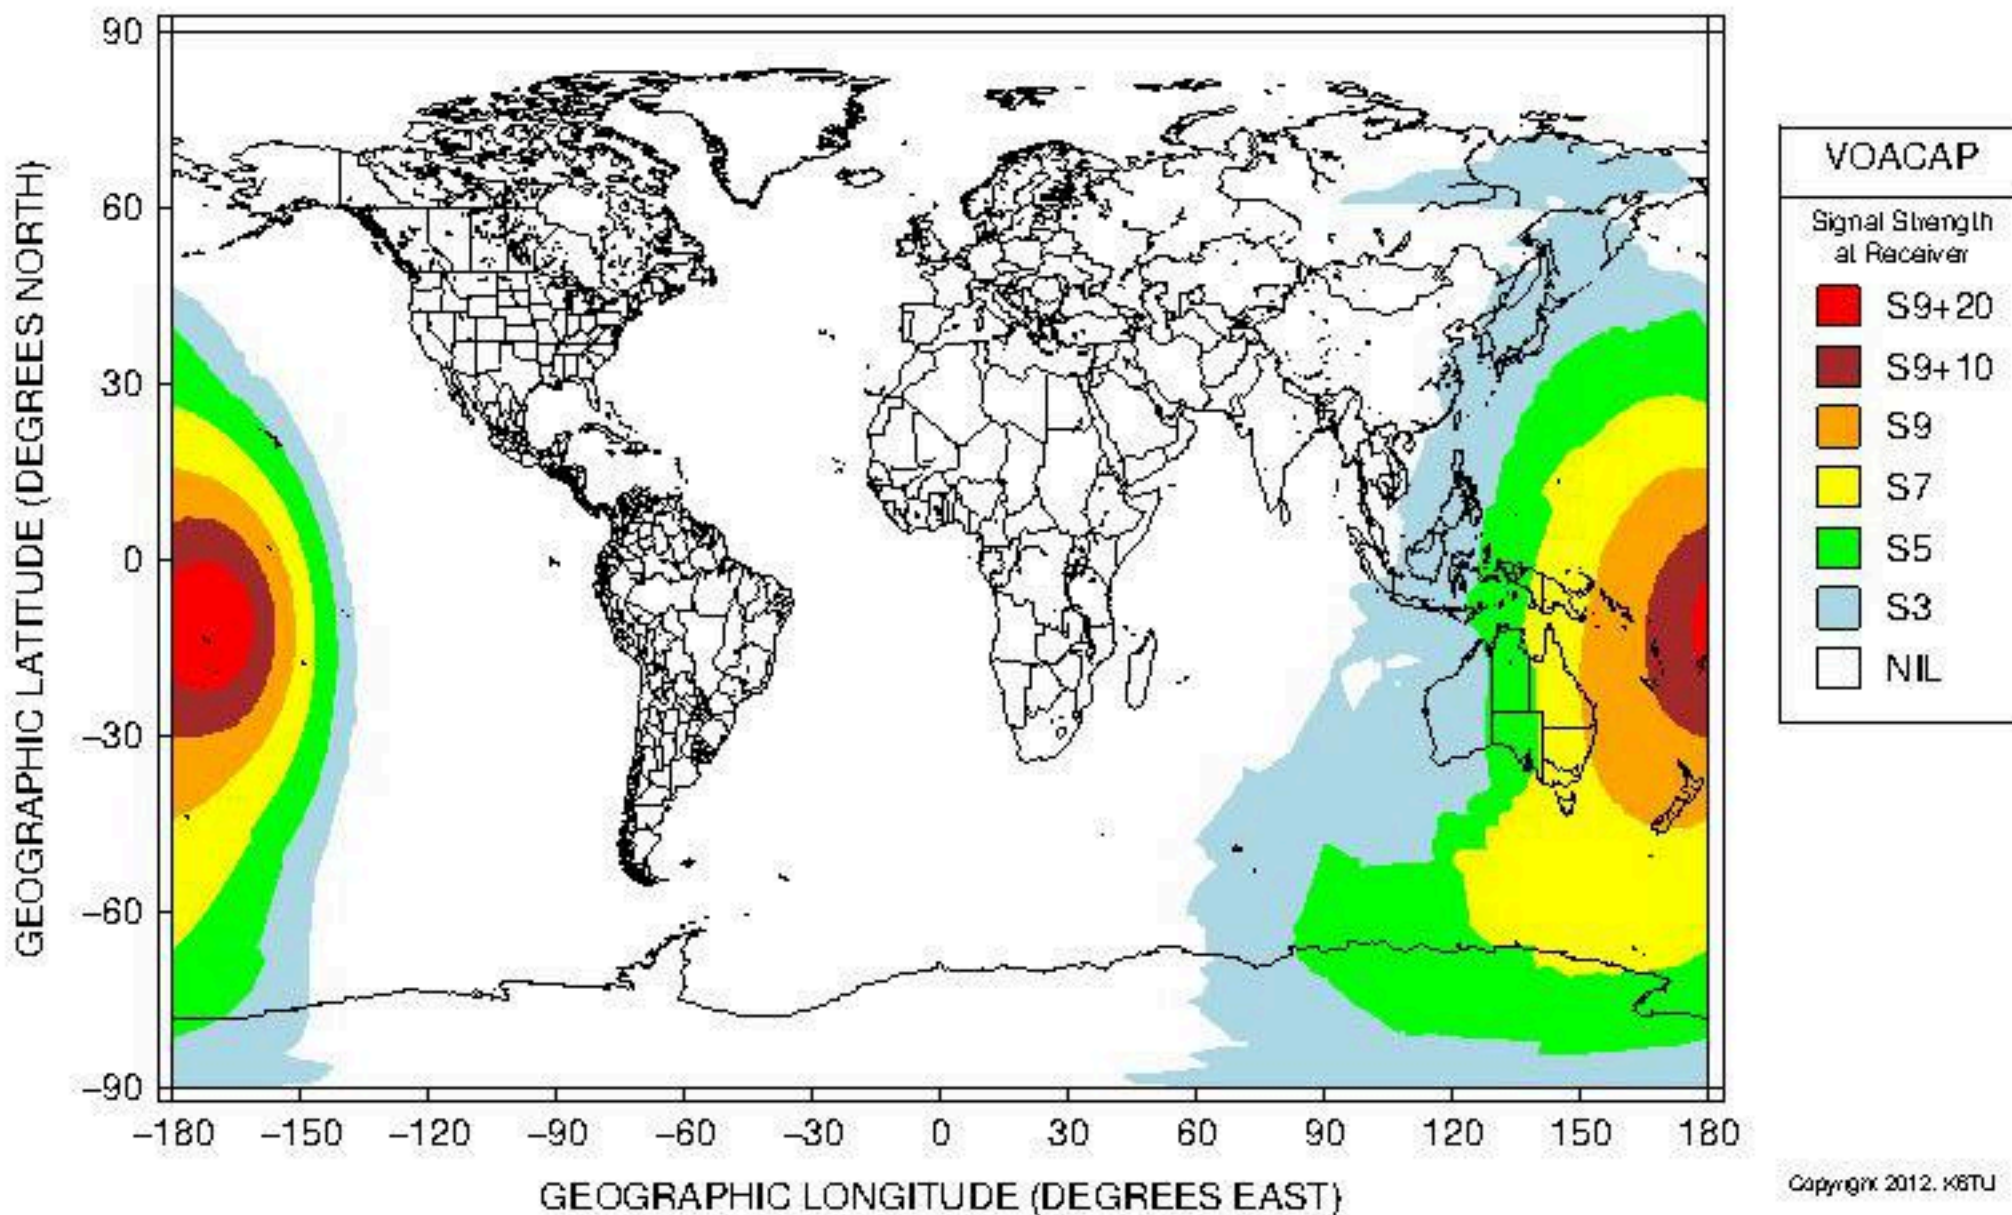 GEOGRAPHIC LATITUDE (DEGREES NORTH)
90
60
30
0
−30
−60
−90
−180 −150 −120 −90 −60 −30 0 30 60 90 120 150 180
GEOGRAPHIC LONGITUDE (DEGREES EAST)
VOACAP
Signal Strength
at Receiver
S9+20
S9+10
S9
S7
S5
S3
NIL
Copyright 2012, K6TU